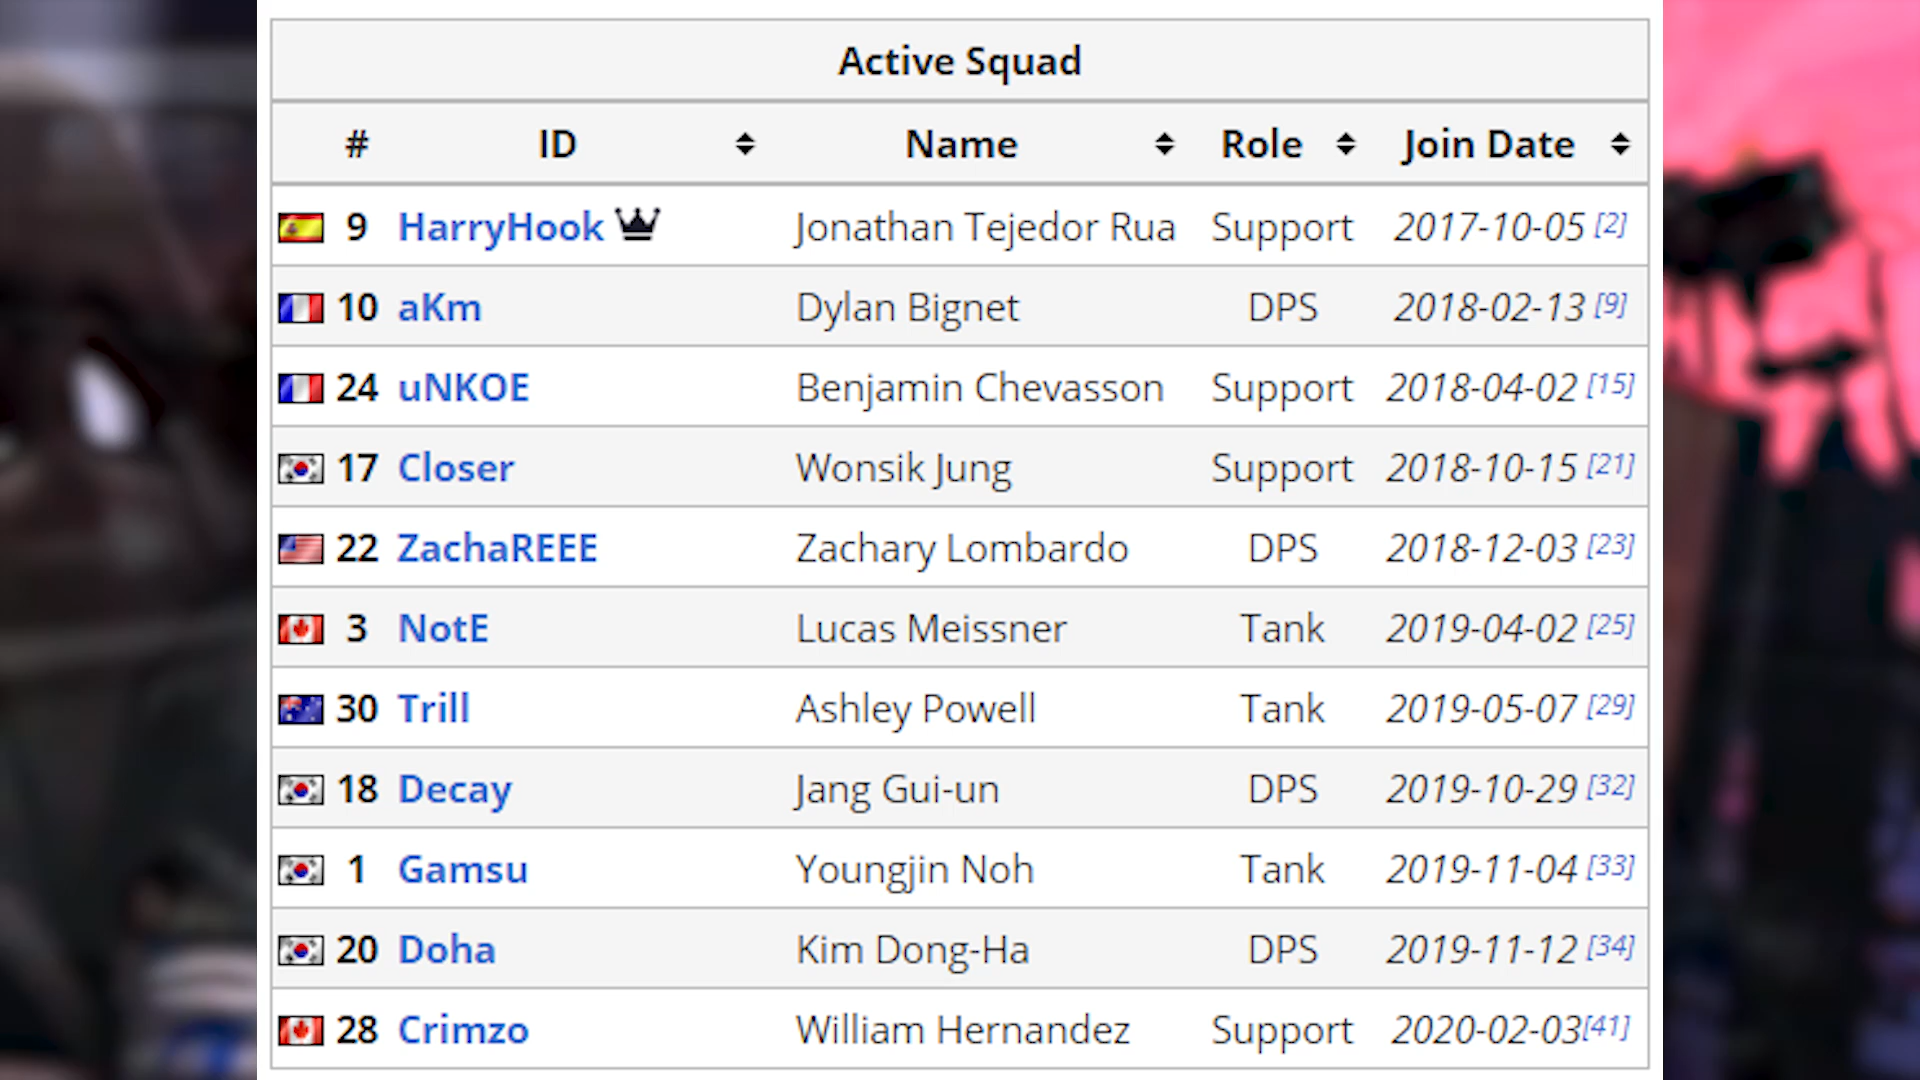 Active Squad
# ID Name Role Join Date
9 HarryHook Jonathan Tejedor Rua Support 2017-10-05 [2]
10 aKm Dylan Bignet DPS 2018-02-13 [9]
24 uNKOE Benjamin Chevasson Support 2018-04-02 [15]
17 Closer Wonsik Jung Support 2018-10-15 [21]
22 ZachaREEE Zachary Lombardo DPS 2018-12-03 [23]
3 NotE Lucas Meissner Tank 2019-04-02 [25]
30 Trill Ashley Powell Tank 2019-05-07 [29]
18 Decay Jang Gui-un DPS 2019-10-29 [32]
1 Gamsu Youngjin Noh Tank 2019-11-04 [33]
20 Doha Kim Dong-Ha DPS 2019-11-12 [34]
28 Crimzo William Hernandez Support 2020-02-03[41]